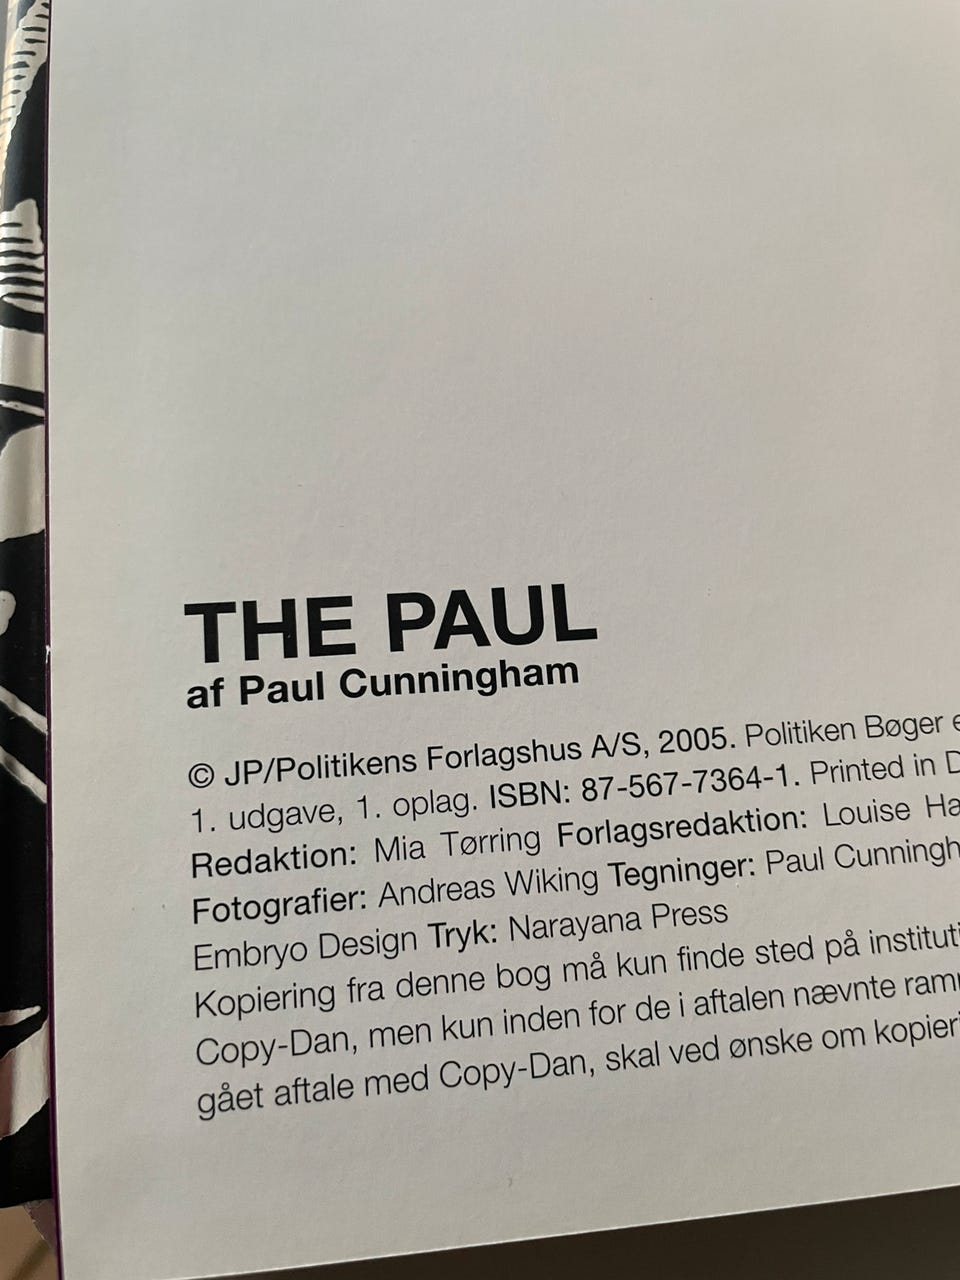 THE PAUL
af Paul Cunningham
© JP/Politikens Forlagshus A/S, 2005. Politiken Bøger
1. udgave, 1. oplag. ISBN: 87-567-7364-1. Printed in
Redaktion: Mia Tørring Forlagsredaktion: Louise
Fotografier: Andreas Wiking Tegninger: Paul
Embryo Design Tryk: Narayana Press
Kopiering fra denne bog må kun finde sted på
Copy-Dan, men kun inden for de i aftalen nævnte
gået aftale med Copy-Dan, skal ved ønske om